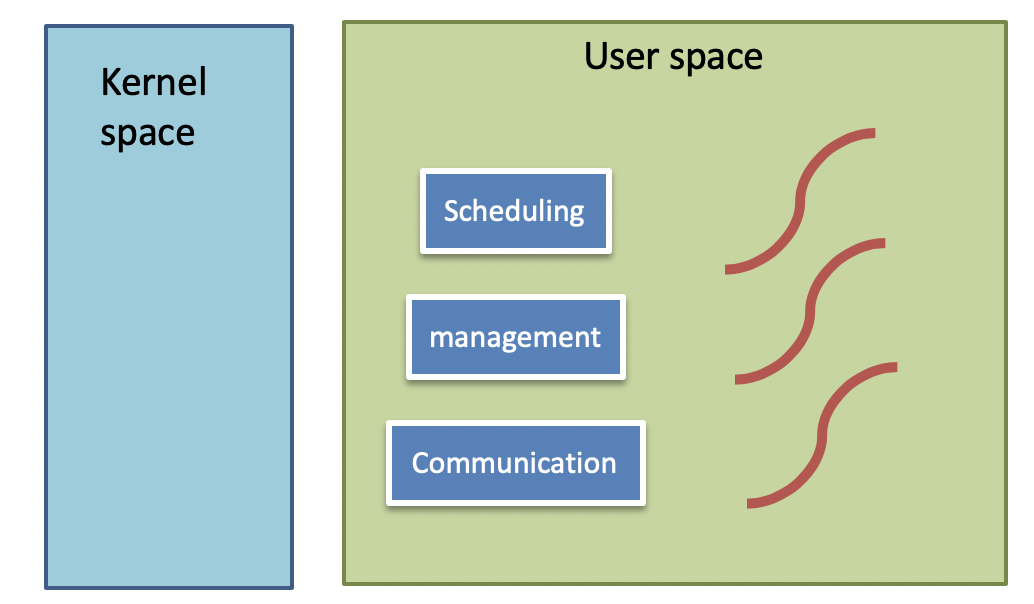 Kernel
space
User space
Scheduling
management
Communication